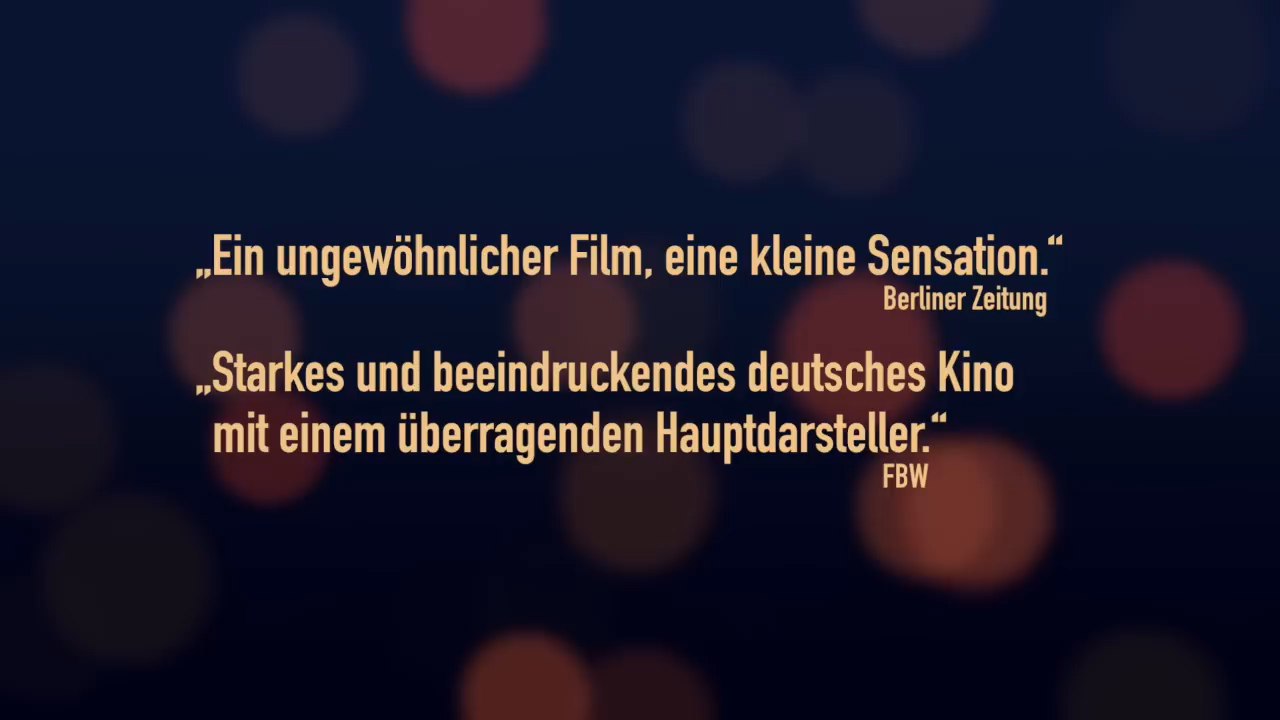 „Ein ungewöhnlicher Film, eine kleine Sensation.“
Berliner Zeitung
„Starkes und beeindruckendes deutsches Kino
mit einem überragenden Hauptdarsteller.“
FBW